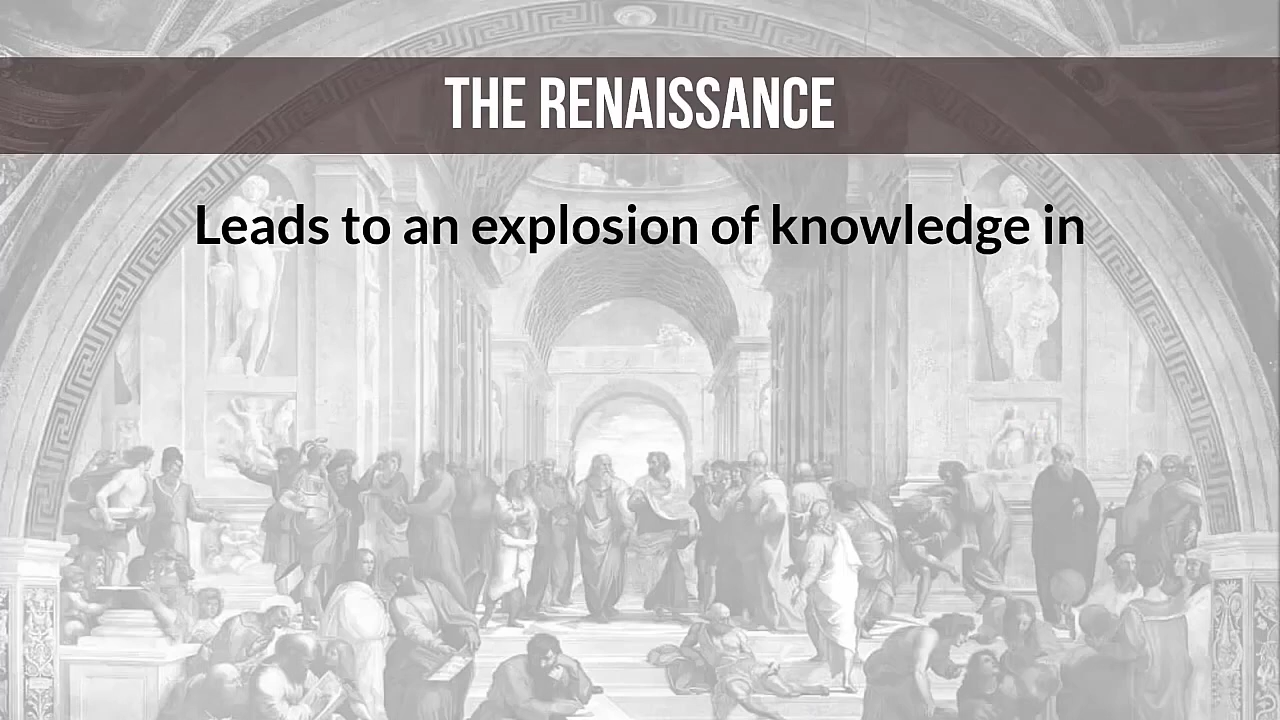 THE RENAISSANCE
Leads to an explosion of knowledge in